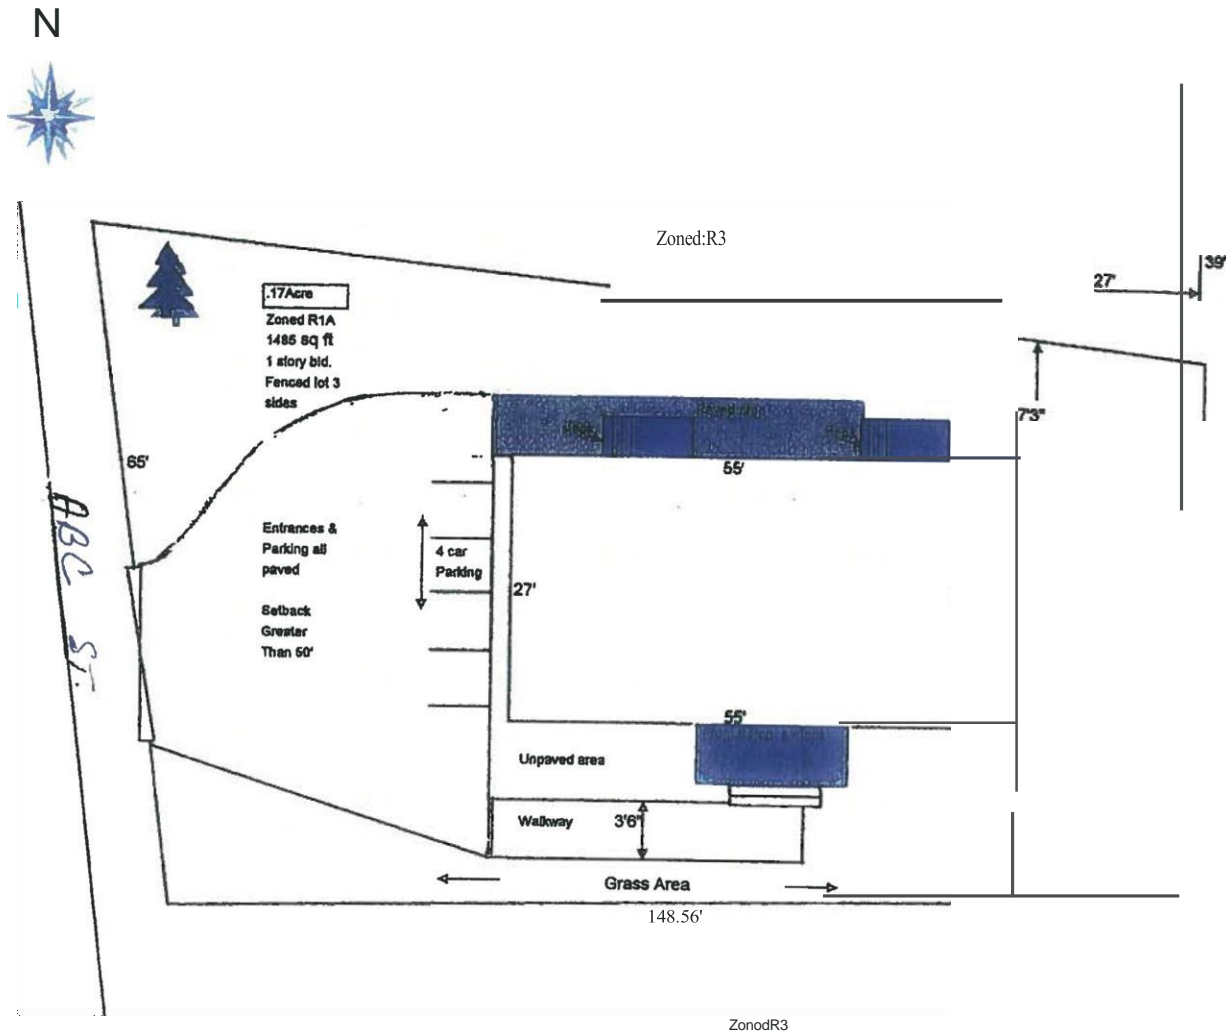 N
Zoned:R3
39'
27'
.17Acre
Zoned R1A
1485 sq ft
1 story bld.
Fenced lot 3
sides
7'3"
65'
55'
ABC ST.
Entrances &
Parking all
paved
4 car
Parking
27'
Setback
Greater
Than 50'
55'
Unpaved area
Walkway
3'6"
Grass Area
148.56'
ZonodR3